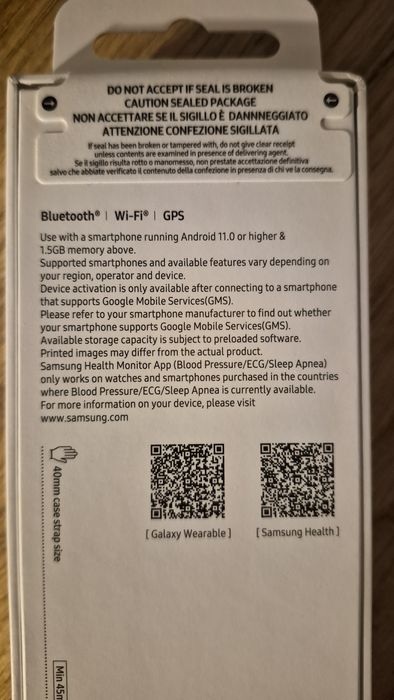 DO NOT ACCEPT IF SEAL IS BROKEN
CAUTION SEALED PACKAGE
NON ACCETTARE SE IL SIGILLO È DANNNEGGIATO
ATTENZIONE CONFEZIONE SIGILLATA
If seal has been broken or tampered with, do not give clear receipt
unless contents are examined in presence of delivering agent.
Se il sigillo risulta rotto o manomesso, non prestate accettazione definitiva
salvo che abbiate verificato il contenuto della confezione in presenza di chi ve la consegna.
Bluetooth® | Wi-Fi® | GPS
Use with a smartphone running Android 11.0 or higher &
1.5GB memory above.
Supported smartphones and available features vary depending on
your region, operator and device.
Device activation is only available after connecting to a smartphone
that supports Google Mobile Services(GMS).
Please refer to your smartphone manufacturer to find out whether
your smartphone supports Google Mobile Services(GMS).
Available storage capacity is subject to preloaded software.
Printed images may differ from the actual product.
Samsung Health Monitor App (Blood Pressure/ECG/Sleep Apnea)
only works on watches and smartphones purchased in the countries
where Blood Pressure/ECG/Sleep Apnea is currently available.
For more information on your device, please visit
www.samsung.com
[ Galaxy Wearable ] [ Samsung Health ]
40mm case strap size
Min 45m